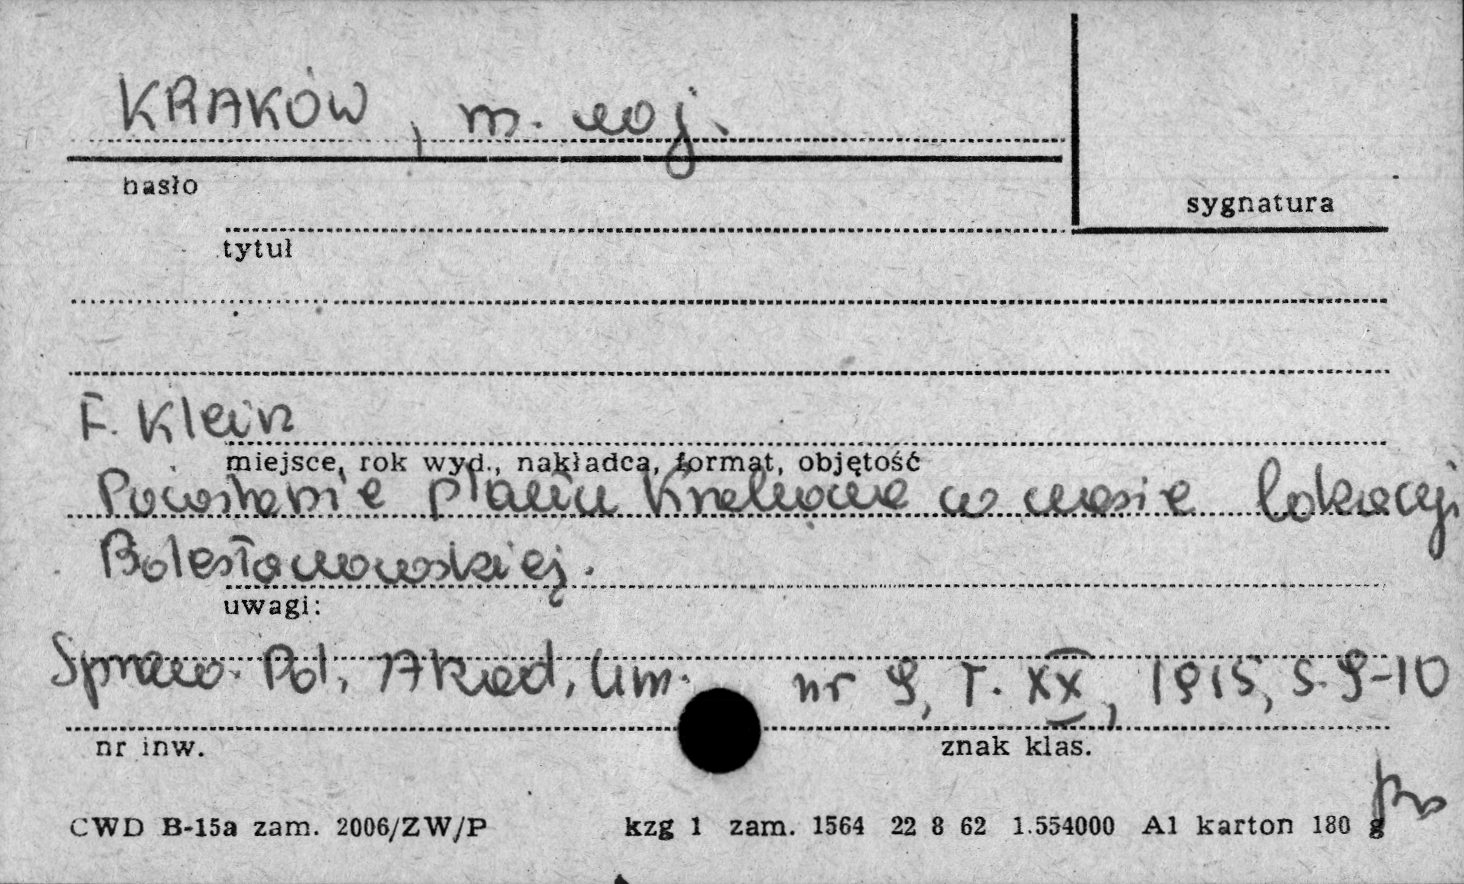 KRAKÓW, m. woj.
hasło
sygnatura
tytuł
F. Klein
miejsce, rok wyd., nakładca, format, objętość
Powstanie planu Krakowa w czasie lokacji
Bolesławowskiej.
uwagi:
Spraw. Pol. Akad. Um. nr 9, T. XX, 1915, s. 9-10
nr inw.
znak klas.
CWD B-15a zam. 2006/ZW/P kzg 1 zam. 1564 22 8 62 1.554000 A1 karton 180 g